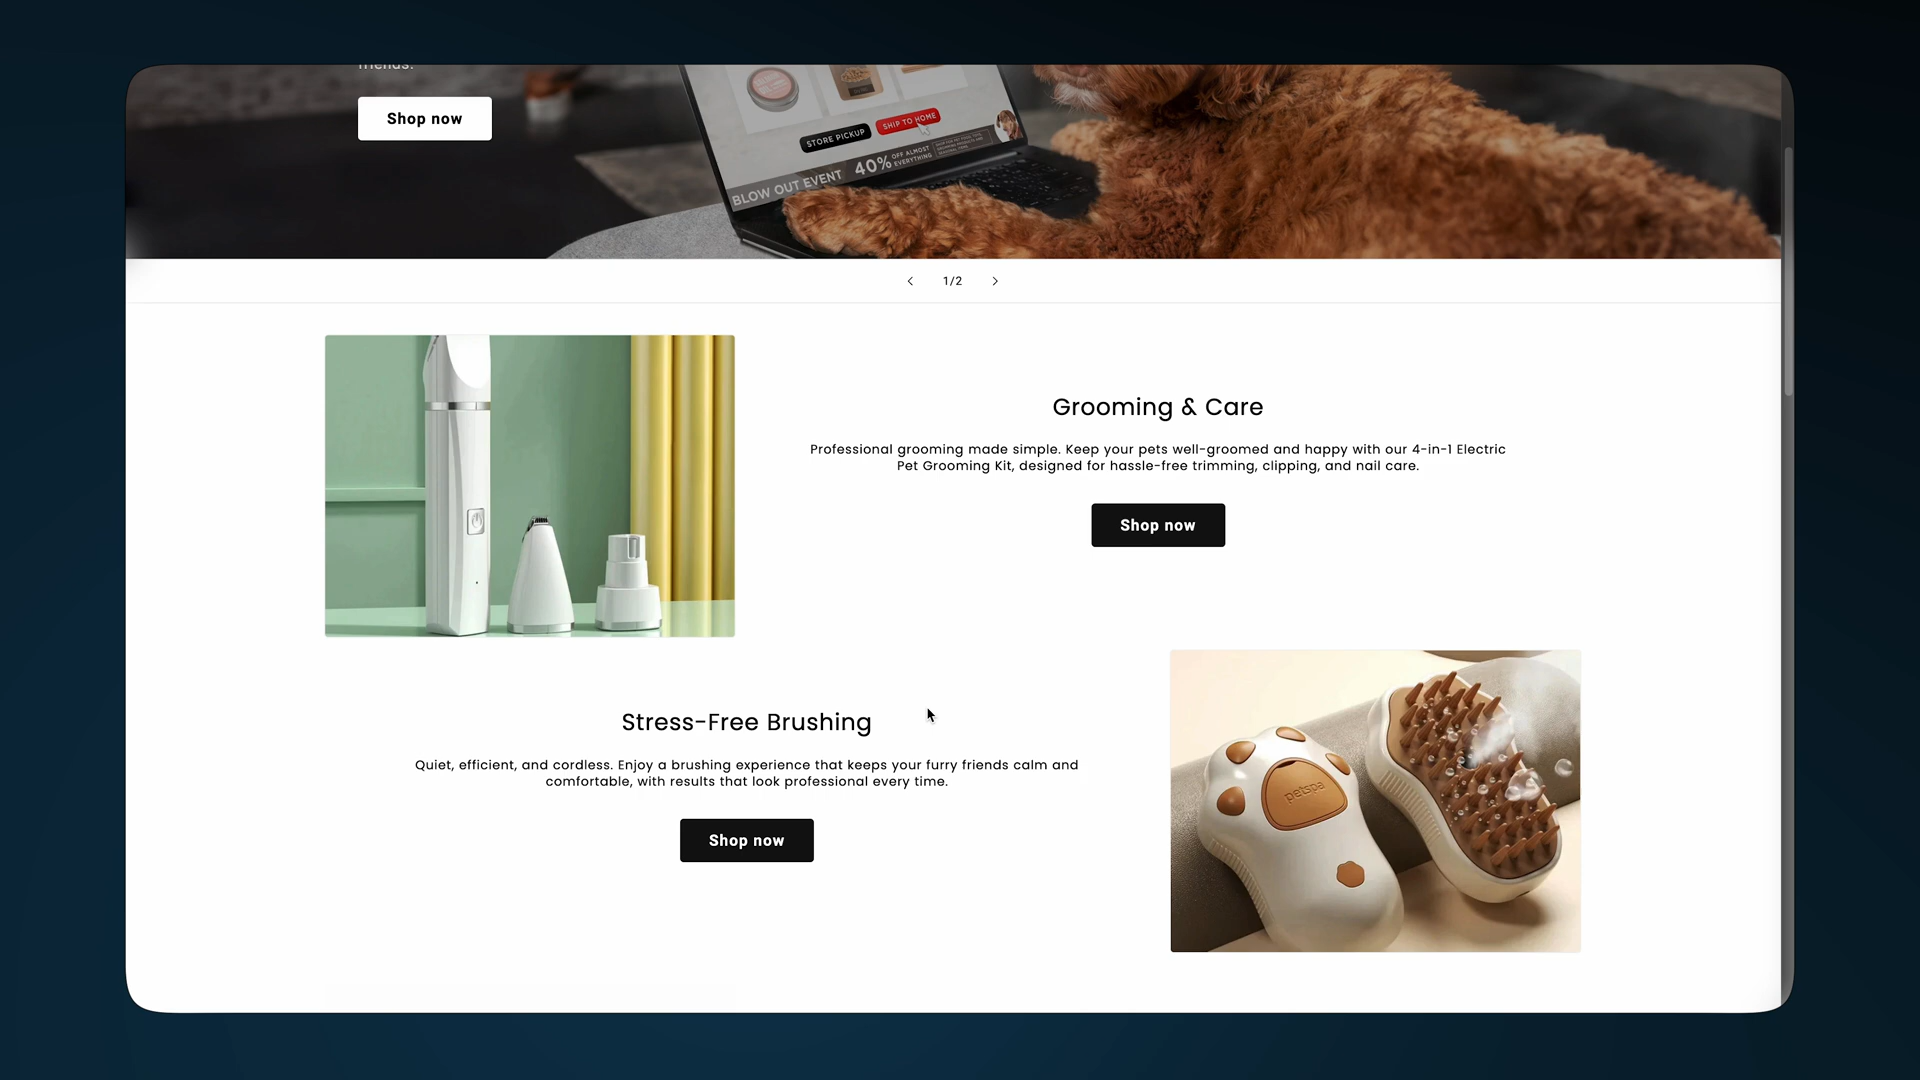 friends.
Shop now
STORE PICKUP
SHIP TO HOME
BLOW OUT EVENT 40% OFF ALMOST EVERYTHING
1/2
Grooming & Care
Professional grooming made simple. Keep your pets well-groomed and happy with our 4-in-1 Electric
Pet Grooming Kit, designed for hassle-free trimming, clipping, and nail care.
Shop now
Stress-Free Brushing
Quiet, efficient, and cordless. Enjoy a brushing experience that keeps your furry friends calm and
comfortable, with results that look professional every time.
Shop now
petspa